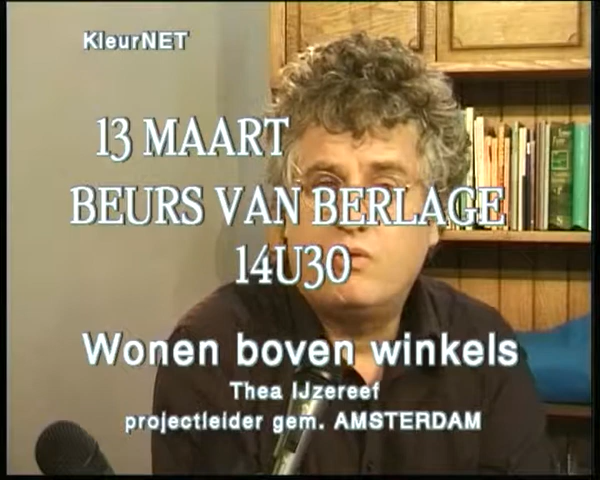 KleurNET
13 MAART
BEURS VAN BERLAGE
14U30
Wonen boven winkels
Thea IJzereef
projectleider gem. AMSTERDAM